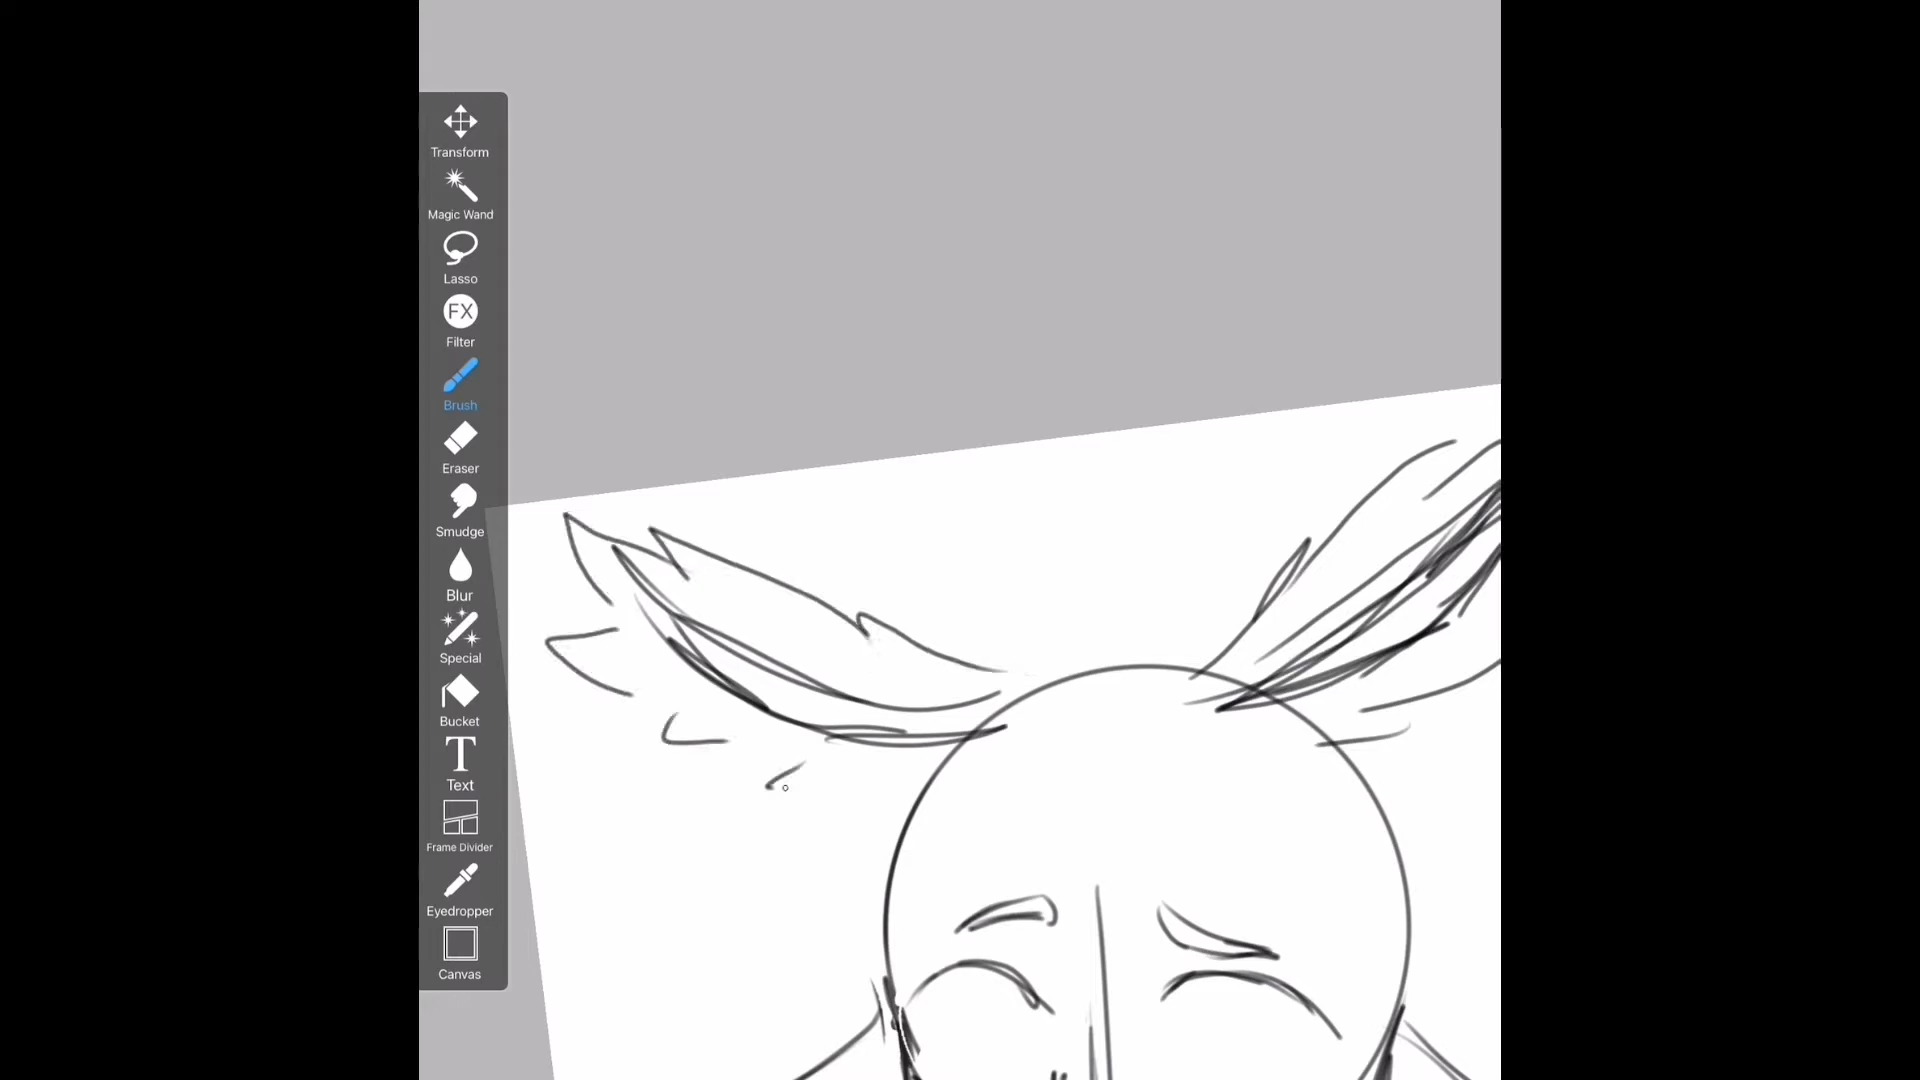 Transform
Magic Wand
Lasso
FX
Filter
Brush
Eraser
Smudge
Blur
Special
Bucket
T
Text
Frame Divider
Eyedropper
Canvas